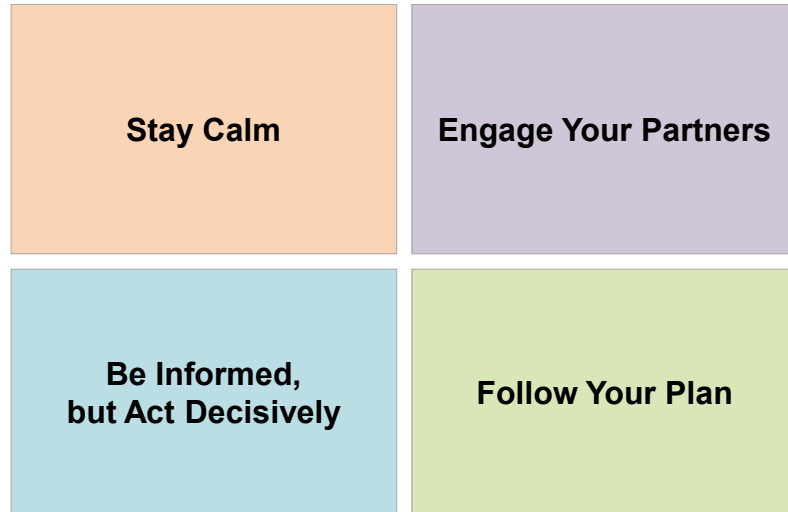 Stay Calm
Engage Your Partners
Be Informed,
but Act Decisively
Follow Your Plan